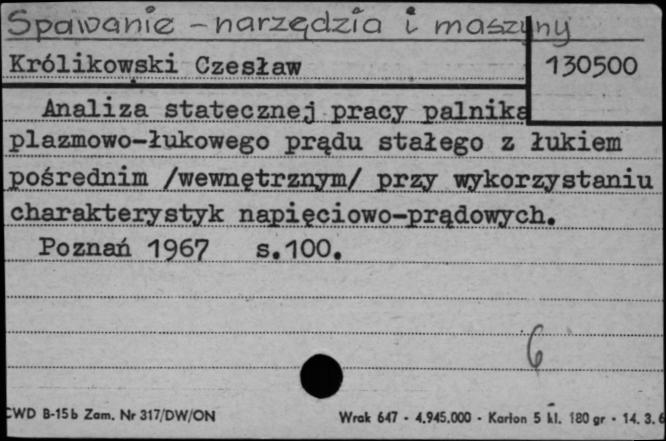 Spawanie - narzędzia i maszyny
Królikowski Czesław
130500
Analiza statecznej pracy palnika
plazmowo-łukowego prądu stałego z łukiem
pośrednim /wewnętrznym/ przy wykorzystaniu
charakterystyk napięciowo-prądowych.
Poznań 1967 s.100.
6
CWD B-15b Zam. Nr 317/DW/ON
Wrak 647 - 4.945.000 - Karton 5 kl. 180 gr - 14. 3. 6